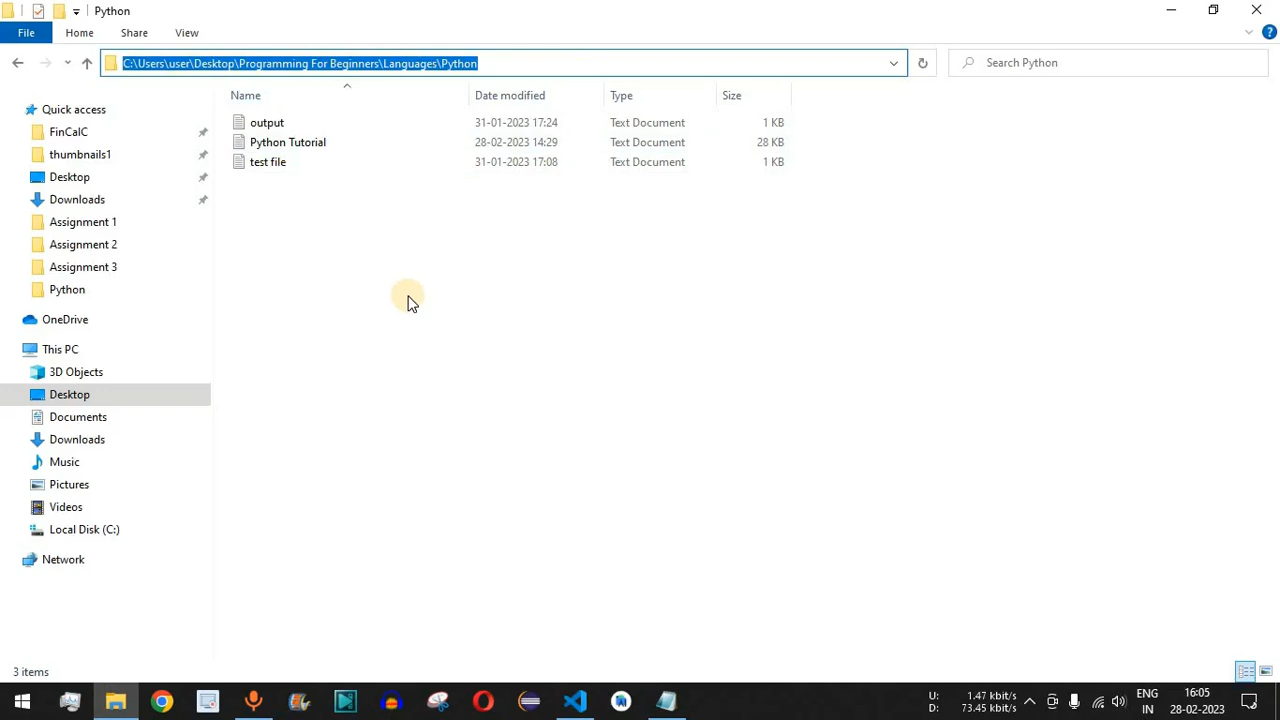 Python
File Home Share View
C:\Users\user\Desktop\Programming For Beginners\Languages\Python
Search Python
Name Date modified Type Size
output 31-01-2023 17:24 Text Document 1 KB
Python Tutorial 28-02-2023 14:29 Text Document 28 KB
test file 31-01-2023 17:08 Text Document 1 KB
Quick access
FinCalC
thumbnails1
Desktop
Downloads
Assignment 1
Assignment 2
Assignment 3
Python
OneDrive
This PC
3D Objects
Desktop
Documents
Downloads
Music
Pictures
Videos
Local Disk (C:)
Network
3 items
U: 1.47 kbit/s
D: 73.45 kbit/s
ENG
IN
16:05
28-02-2023